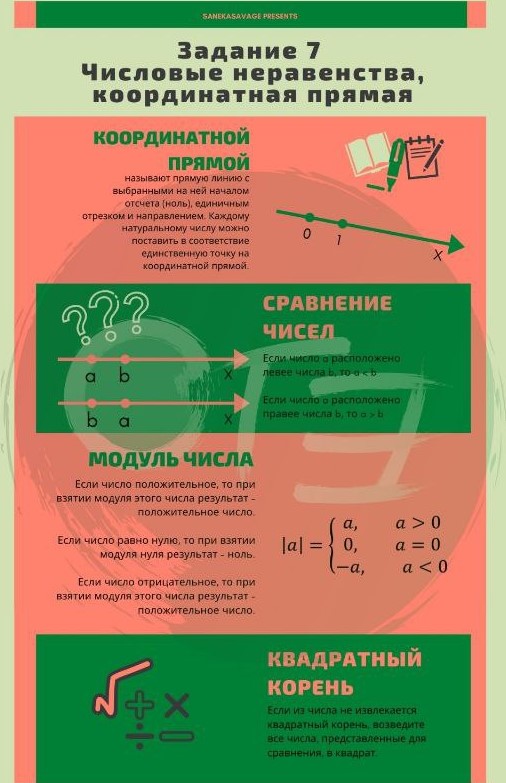 SANEKASAVAGE PRESENTS
Задание 7
Числовые неравенства,
координатная прямая
КООРДИНАТНОЙ
ПРЯМОЙ
называют прямую линию с
выбранными на ней началом
отсчета (ноль), единичным
отрезком и направлением. Каждому
натуральному числу можно
поставить в соответствие
единственную точку на
координатной прямой.
0 1 X
СРАВНЕНИЕ
ЧИСЕЛ
Если число a расположено
левее числа b, то a < b
Если число a расположено
правее числа b, то a > b
???
a b X
b a X
МОДУЛЬ ЧИСЛА
Если число положительное, то при
взятии модуля этого числа результат -
положительное число.
Если число равно нулю, то при взятии
модуля нуля результат - ноль.
Если число отрицательное, то при
взятии модуля этого числа результат -
положительное число.
a, a > 0
|a| = { 0, a = 0
−a, a < 0
ОГЭ
КВАДРАТНЫЙ
КОРЕНЬ
Если из числа не извлекается
квадратный корень, возведите
все числа, представленные для
сравнения, в квадрат.
√ + × ÷ −